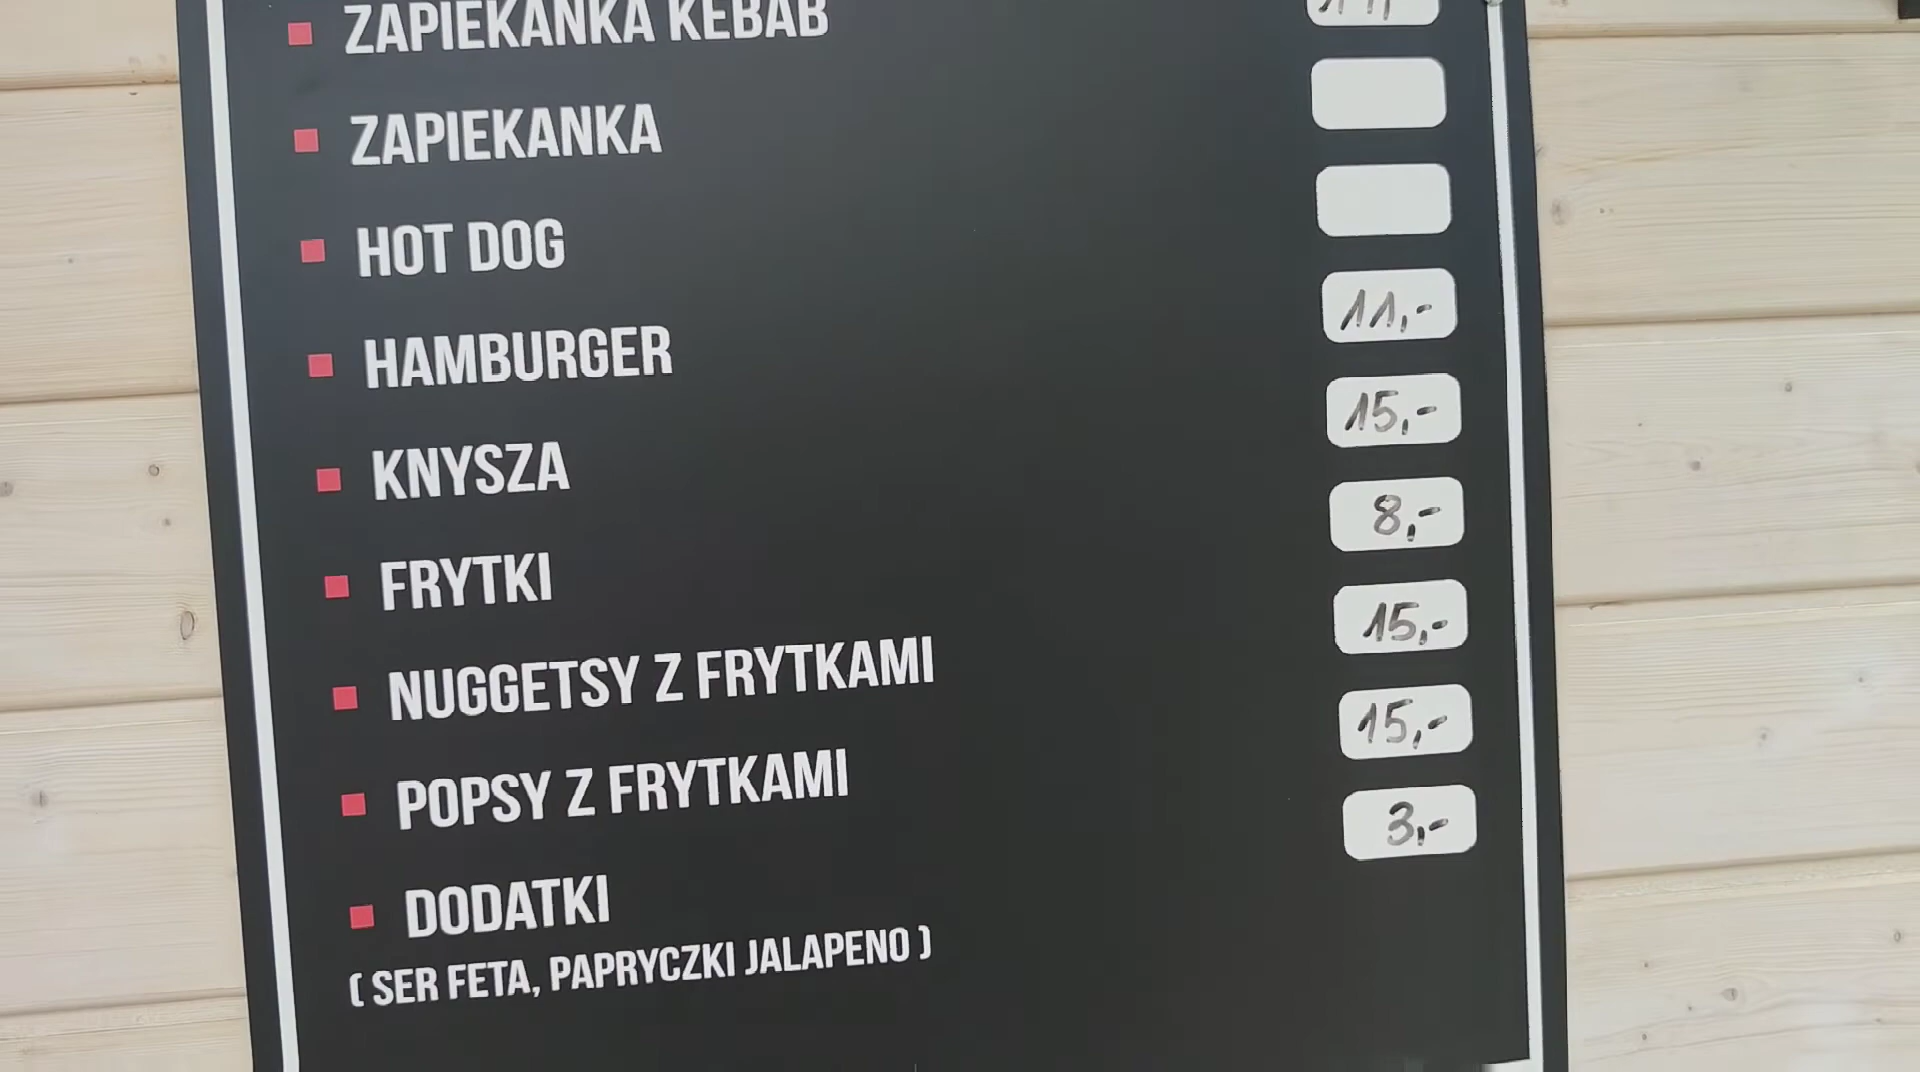 ZAPIEKANKA KEBAB
ZAPIEKANKA
HOT DOG
HAMBURGER 11,-
KNYSZA 15,-
FRYTKI 8,-
NUGGETSY Z FRYTKAMI 15,-
POPSY Z FRYTKAMI 15,-
DODATKI 3,-
( SER FETA, PAPRYCZKI JALAPENO )